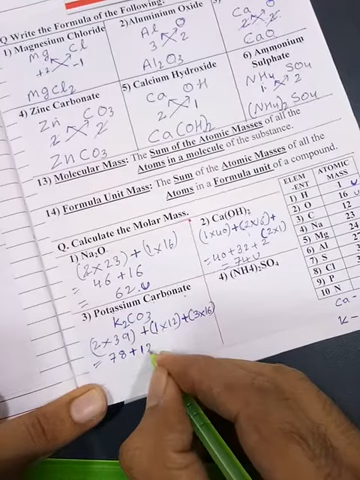 Q Write the Formula of the Following.
1) Magnesium Chloride
Mg Cl
+2 -1
MgCl2
2) Aluminium Oxide
Al O
3 2
Al2O3
Ca O
2 2
CaO
4) Zinc Carbonate
Zn CO3
2 2
ZnCO3
5) Calcium Hydroxide
Ca OH
2 1
Ca(OH)2
6) Ammonium
Sulphate
NH4 SO4
1 2
(NH4)2SO4
13) Molecular Mass: The Sum of the Atomic Masses of all the
Atoms in a molecule of the substance.
14) Formula Unit Mass: The Sum of the Atomic Masses of all the
Atoms in a Formula unit of a compound.
Q. Calculate the Molar Mass.
1) Na2O
(2×23)+(1×16)
= 46+16
= 62
2) Ca(OH)2
(1×40)+(2×16)+
(2×1)
=40+32+2
= 74
3) Potassium Carbonate
K2CO3
(2×39)+(1×12)+(3×16)
= 78+12
4) (NH4)2SO4
ELEM
-ENT
ATOMIC
MASS
1) H 1
2) O
3) C 12
4) Na 23
5) Mg 24
6) Al
7) S
8) Cl
9) P
10) N
Ca
K-